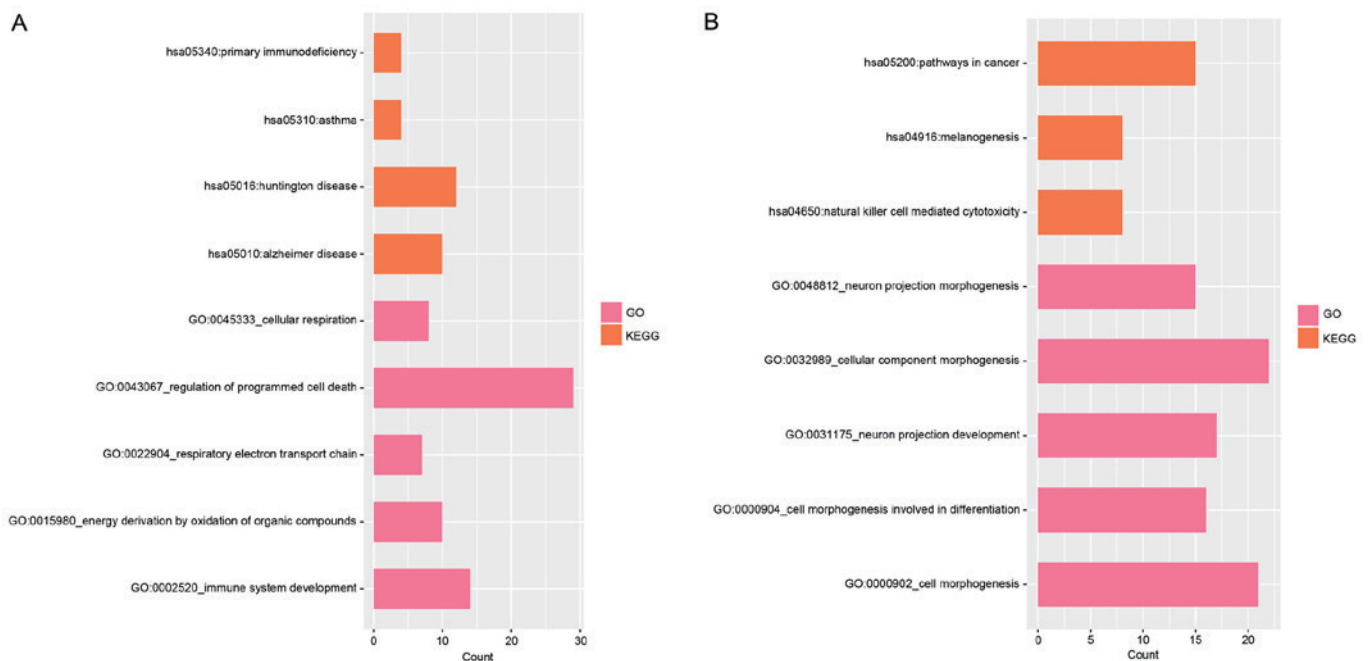 A
hsa05340:primary immunodeficiency
hsa05310:asthma
hsa05016:huntington disease
hsa05010:alzheimer disease
GO:0045333_cellular respiration
GO:0043067_regulation of programmed cell death
GO:0022904_respiratory electron transport chain
GO:0015980_energy derivation by oxidation of organic compounds
GO:0002520_immune system development
0 10 20 30
Count
GO
KEGG
B
hsa05200:pathways in cancer
hsa04916:melanogenesis
hsa04650:natural killer cell mediated cytotoxicity
GO:0048812_neuron projection morphogenesis
GO:0032989_cellular component morphogenesis
GO:0031175_neuron projection development
GO:0000904_cell morphogenesis involved in differentiation
GO:0000902_cell morphogenesis
0 5 10 15 20
Count
GO
KEGG